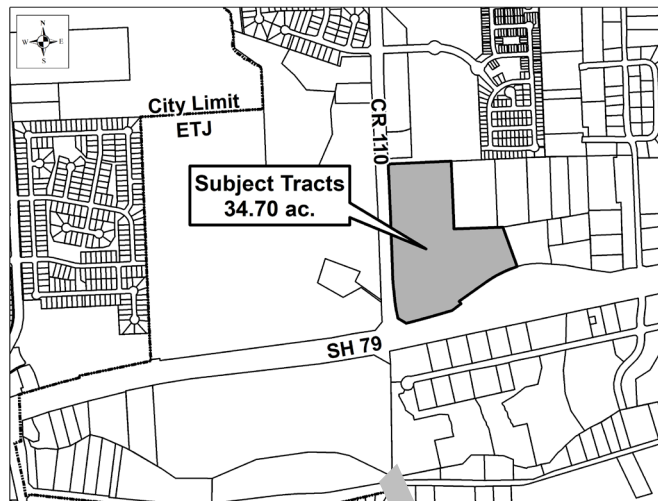 N
W E
S
City Limit
ETJ
CR 110
Subject Tracts
34.70 ac.
SH 79